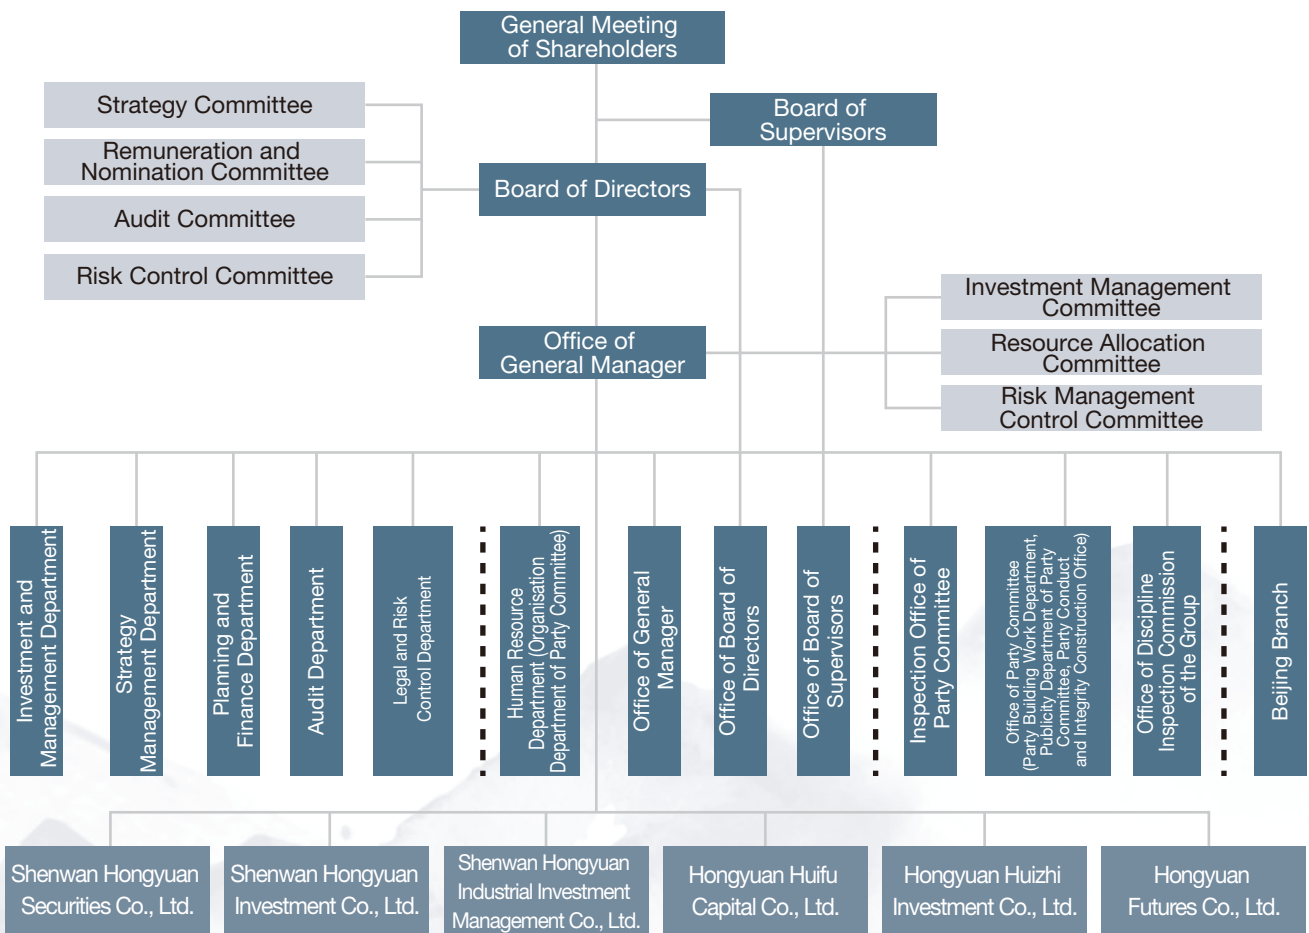 General Meeting
of Shareholders
Strategy Committee
Board of
Supervisors
Remuneration and
Nomination Committee
Board of Directors
Audit Committee
Risk Control Committee
Investment Management
Committee
Office of
General Manager
Resource Allocation
Committee
Risk Management
Control Committee
Investment and
Management Department
Strategy
Management Department
Planning and
Finance Department
Audit Department
Legal and Risk
Control Department
Human Resource
Department (Organisation
Department of Party Committee)
Office of General
Manager
Office of Board of
Directors
Office of Board of
Supervisors
Inspection Office of
Party Committee
Office of Party Committee
(Party Building Work Department,
Publicity Department of Party
Committee, Party Conduct
and Integrity Construction Office)
Office of Discipline
Inspection Commission
of the Group
Beijing Branch
Shenwan Hongyuan
Securities Co., Ltd.
Shenwan Hongyuan
Investment Co., Ltd.
Shenwan Hongyuan
Industrial Investment
Management Co., Ltd.
Hongyuan Huifu
Capital Co., Ltd.
Hongyuan Huizhi
Investment Co., Ltd.
Hongyuan
Futures Co., Ltd.